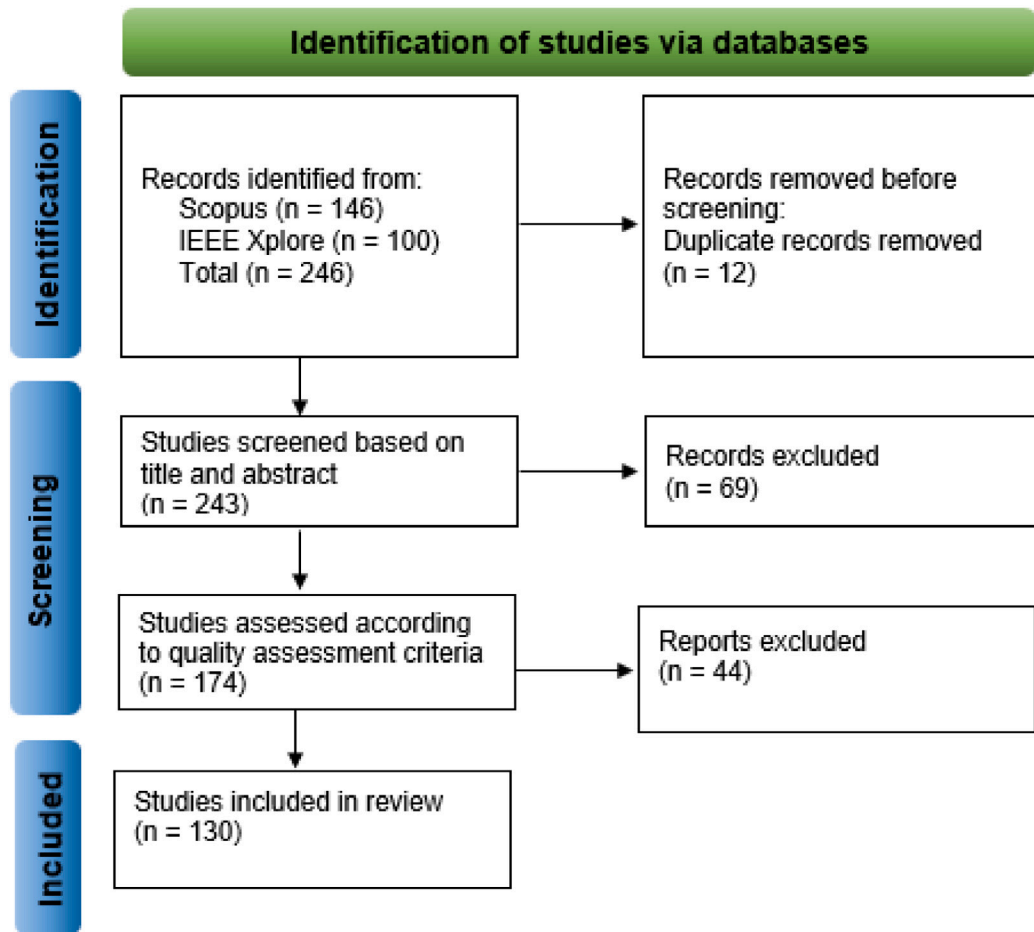 Identification of studies via databases
Identification
Records identified from:
Scopus (n = 146)
IEEE Xplore (n = 100)
Total (n = 246)
Records removed before
screening:
Duplicate records removed
(n = 12)
Screening
Studies screened based on
title and abstract
(n = 243)
Records excluded
(n = 69)
Studies assessed according
to quality assessment criteria
(n = 174)
Reports excluded
(n = 44)
Included
Studies included in review
(n = 130)